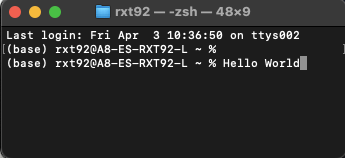 rxt92 — -zsh — 48×9
Last login: Fri Apr  3 10:36:50 on ttys002
(base) rxt92@A8-ES-RXT92-L ~ %
(base) rxt92@A8-ES-RXT92-L ~ % Hello World